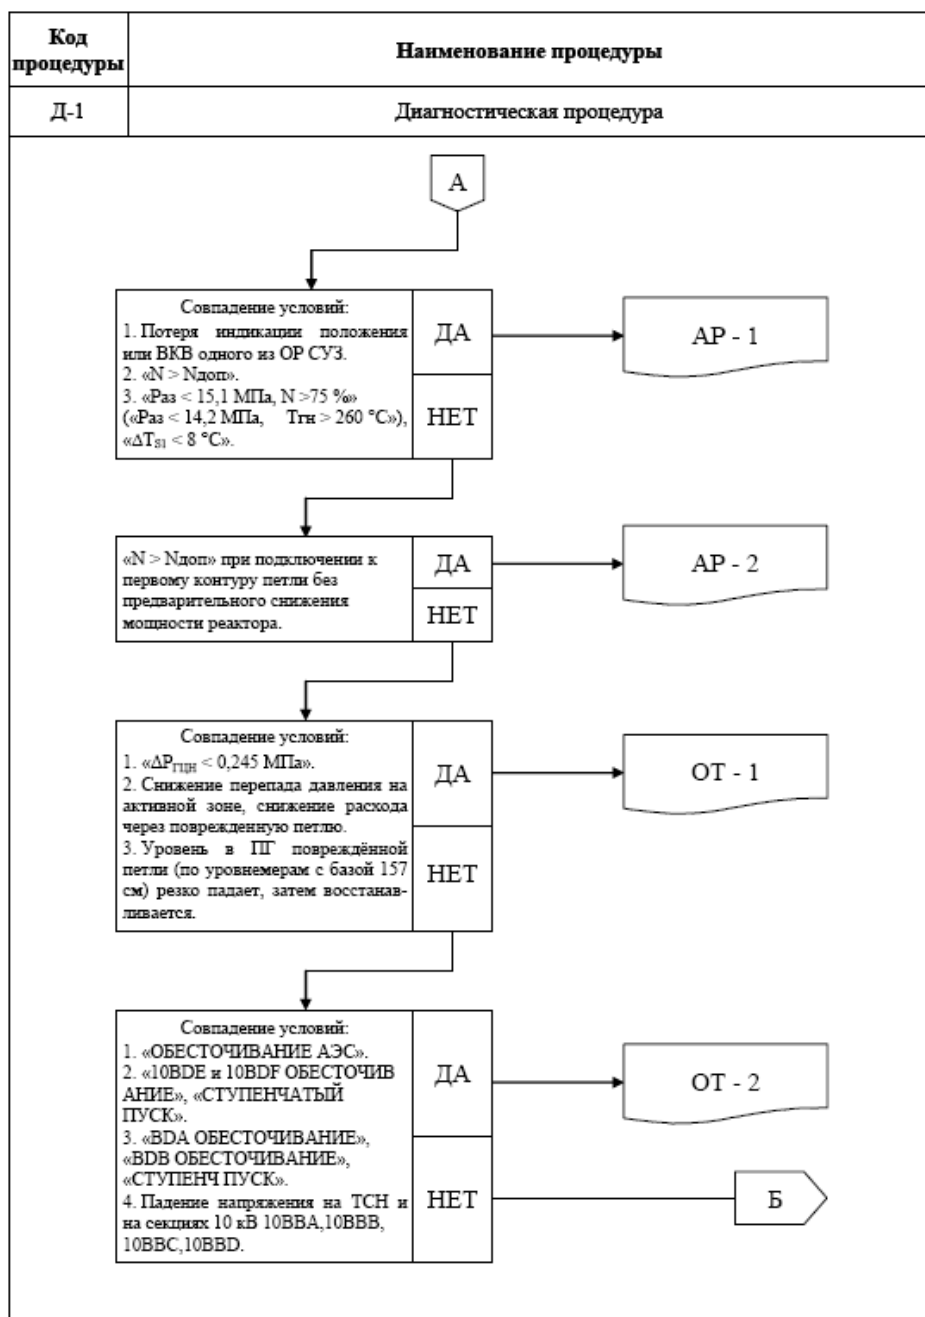 Код процедуры
Наименование процедуры
Д-1
Диагностическая процедура
А
Совпадение условий:
1. Потеря индикации положения
или ВКВ одного из ОР СУЗ.
2. «N > Nдоп».
3. «Раз < 15,1 МПа, N >75 %»
(«Раз < 14,2 МПа, Тгн > 260 °С»),
«ΔT_S1 < 8 °С».
ДА
НЕТ
АР - 1
«N > Nдоп» при подключении к
первому контуру петли без
предварительного снижения
мощности реактора.
ДА
НЕТ
АР - 2
Совпадение условий:
1. «ΔP_ГЦН < 0,245 МПа».
2. Снижение перепада давления на
активной зоне, снижение расхода
через поврежденную петлю.
3. Уровень в ПГ повреждённой
петли (по уровнемерам с базой 157
см) резко падает, затем восстанав-
ливается.
ДА
НЕТ
ОТ - 1
Совпадение условий:
1. «ОБЕСТОЧИВАНИЕ АЭС».
2. «10BDE и 10BDF ОБЕСТОЧИВ
АНИЕ», «СТУПЕНЧАТЫЙ
ПУСК».
3. «BDA ОБЕСТОЧИВАНИЕ»,
«BDB ОБЕСТОЧИВАНИЕ»,
«СТУПЕНЧ ПУСК».
4. Падение напряжения на ТСН и
на секциях 10 кВ 10BBA,10BBB,
10BBC,10BBD.
ДА
НЕТ
ОТ - 2
Б